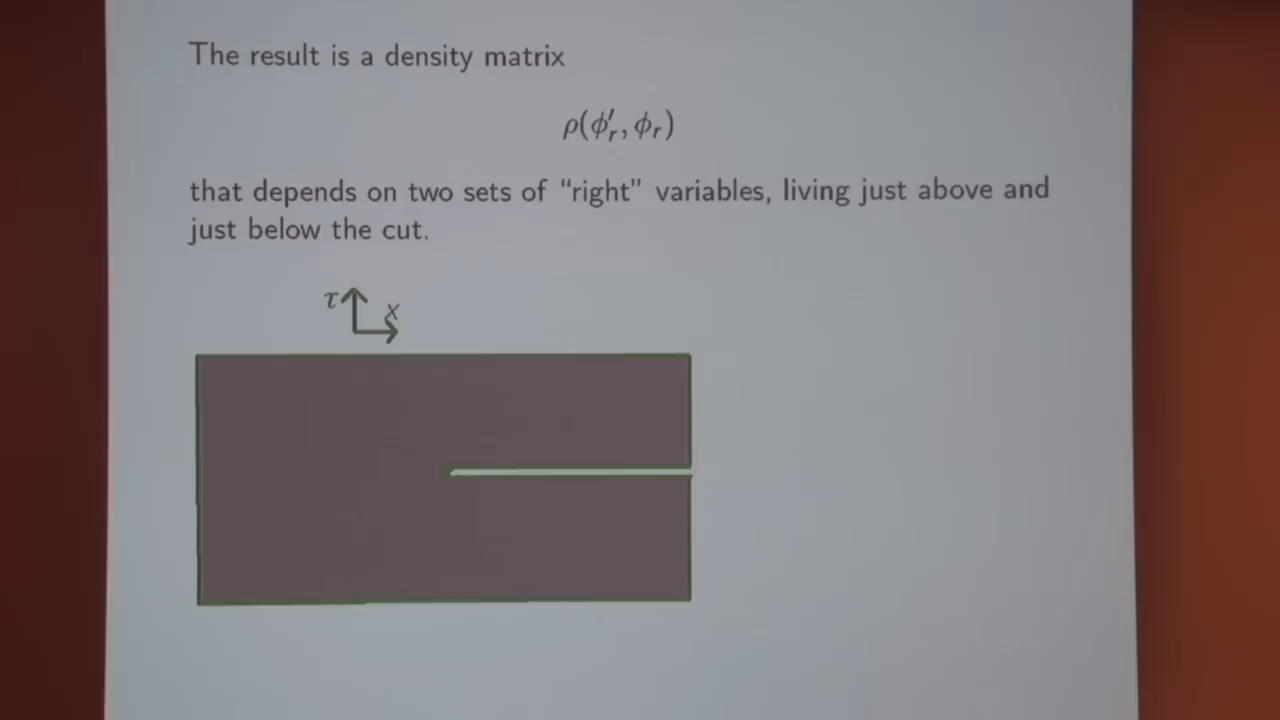 The result is a density matrix
ρ(ϕ′ᵣ, ϕᵣ)
that depends on two sets of “right” variables, living just above and
just below the cut.
τ
x